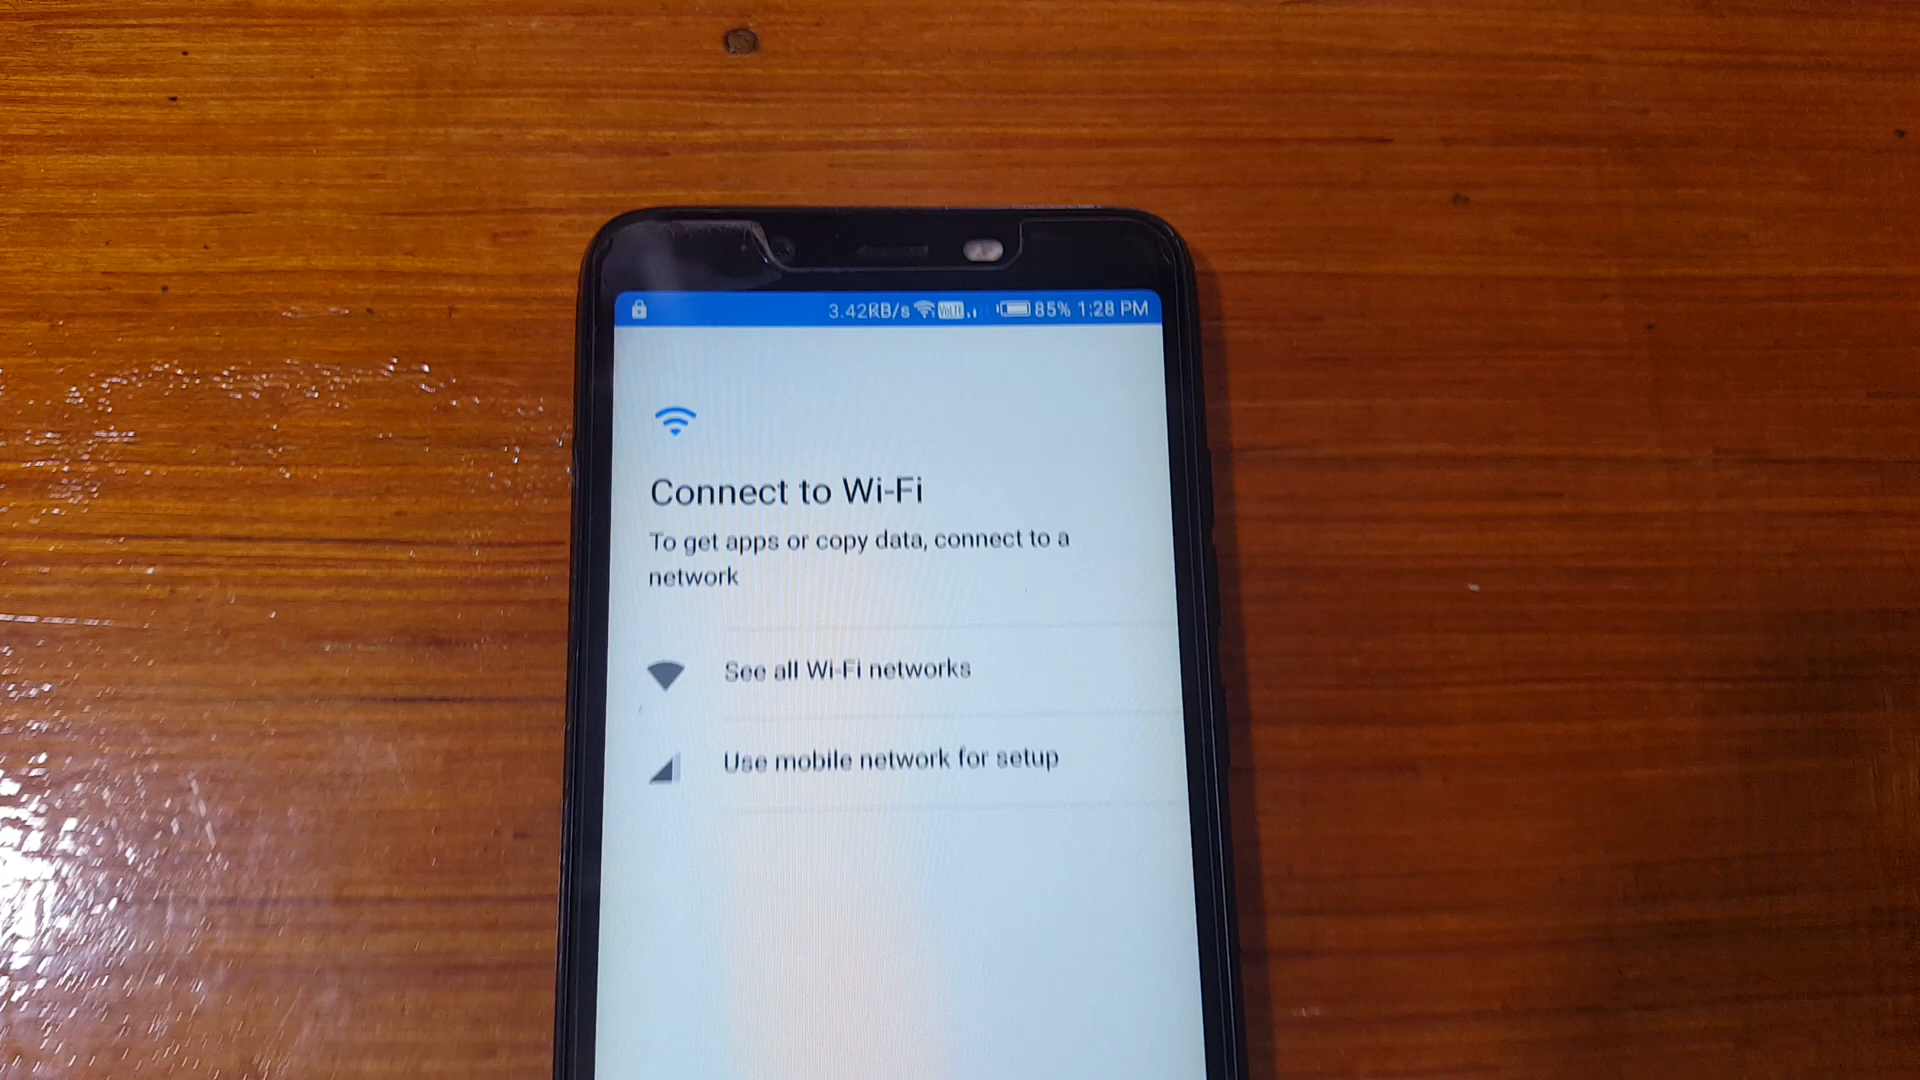 3.42KB/s VoLTE 85% 1:28 PM
Connect to Wi-Fi
To get apps or copy data, connect to a
network
See all Wi-Fi networks
Use mobile network for setup